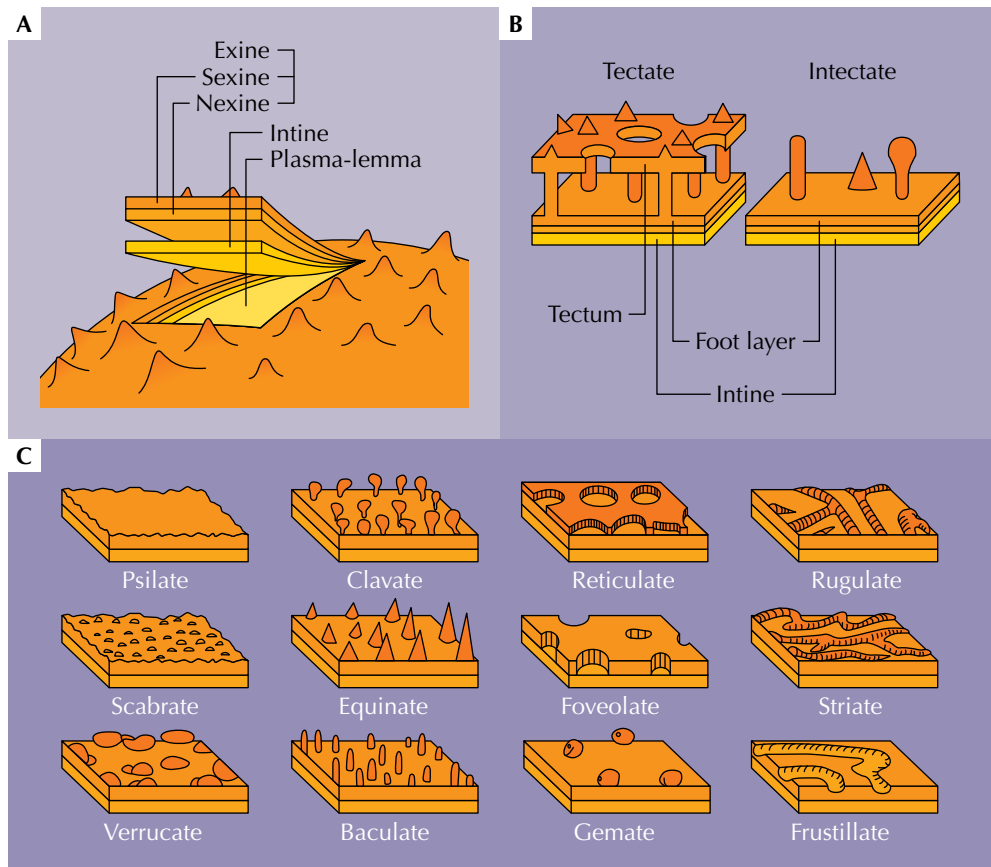 A
Exine
Sexine
Nexine
Intine
Plasma-lemma
B
Tectate
Intectate
Tectum
Foot layer
Intine
C
Psilate
Clavate
Reticulate
Rugulate
Scabrate
Equinate
Foveolate
Striate
Verrucate
Baculate
Gemate
Frustillate